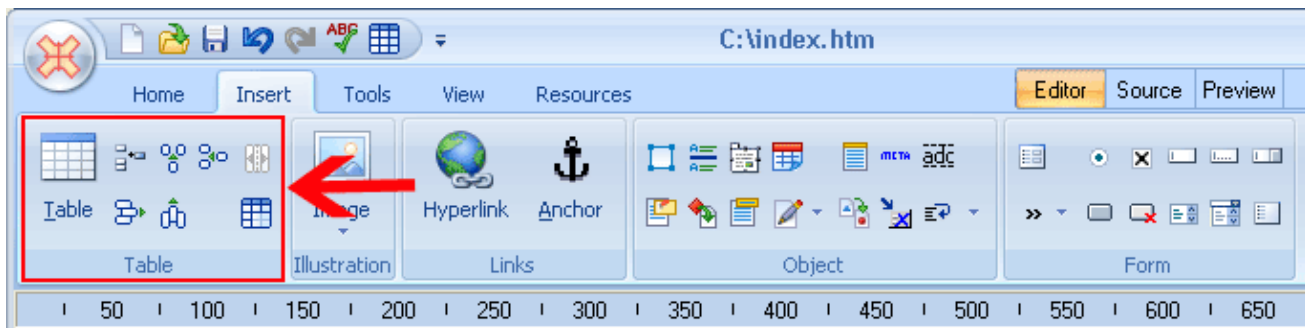 ABC
C:\index.htm
Home Insert Tools View Resources Editor Source Preview
META adc
Table Image Hyperlink Anchor
Table Illustration Links Object Form
50 100 150 200 250 300 350 400 450 500 550 600 650